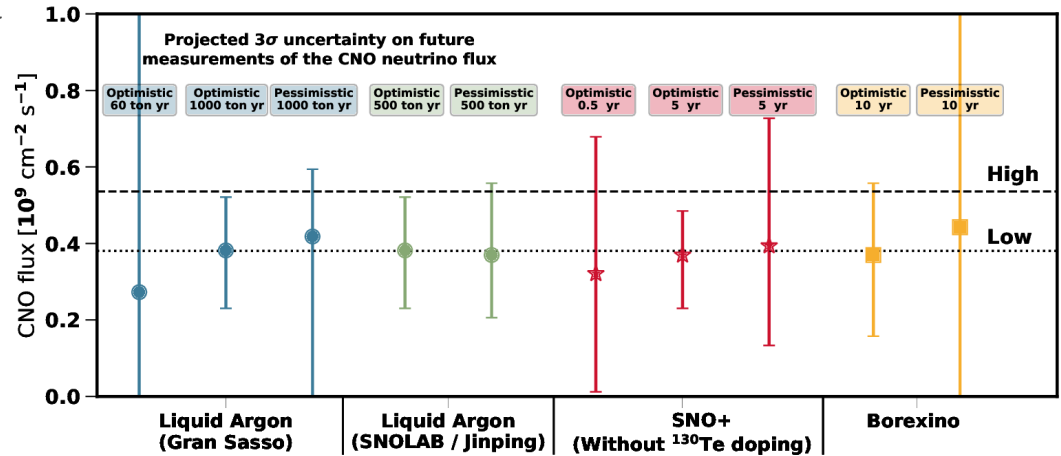 Projected 3σ uncertainty on future
measurements of the CNO neutrino flux
Optimistic
60 ton yr
Optimistic
1000 ton yr
Pessimisstic
1000 ton yr
Optimistic
500 ton yr
Pessimisstic
500 ton yr
Optimistic
0.5 yr
Optimistic
5 yr
Pessimisstic
5 yr
Optimistic
10 yr
Pessimisstic
10 yr
High
Low
CNO flux [10⁹ cm⁻² s⁻¹]
1.0
0.8
0.6
0.4
0.2
0.0
Liquid Argon
(Gran Sasso)
Liquid Argon
(SNOLAB / Jinping)
SNO+
(Without ¹³⁰Te doping)
Borexino